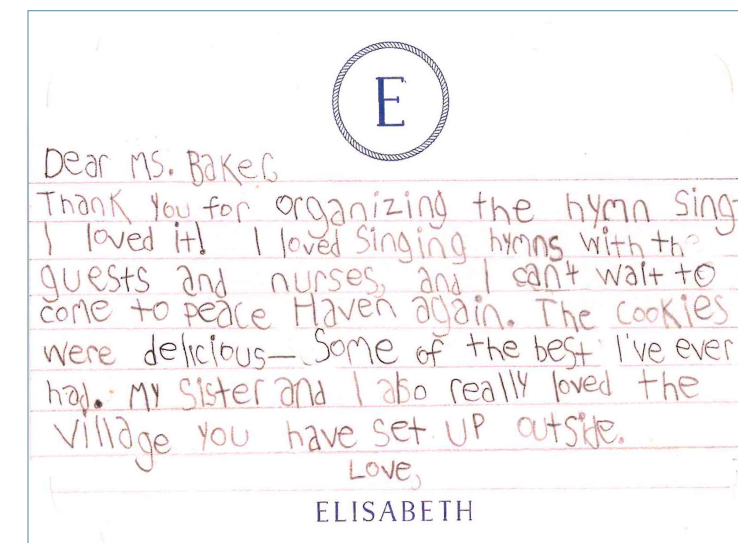 E
Dear Ms. Baker,
Thank you for organizing the hymn sing-
I loved it! I loved singing hymns with the
guests and nurses, and I can't wait to
come to peace Haven again. The cookies
were delicious— Some of the best I've ever
had. My sister and I also really loved the
village you have set up outside.
Love,
ELISABETH